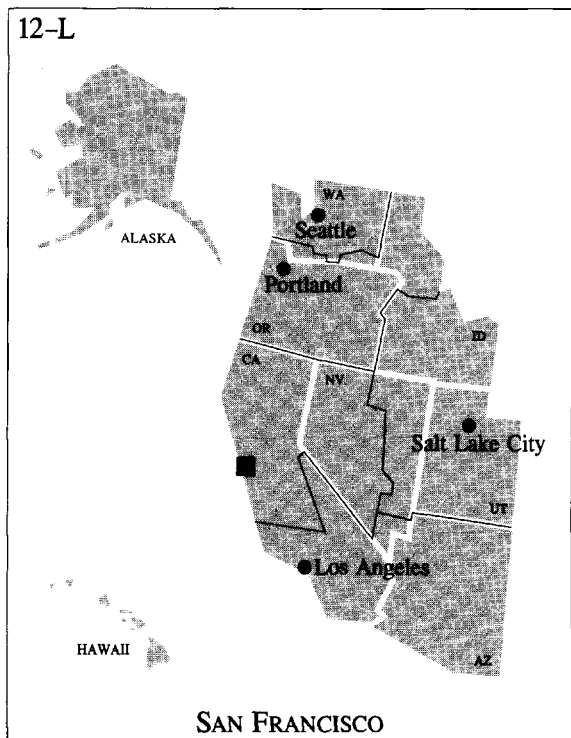 12-L
ALASKA
WA
Seattle
Portland
OR
ID
CA
NV
Salt Lake City
UT
Los Angeles
HAWAII
AZ
SAN FRANCISCO